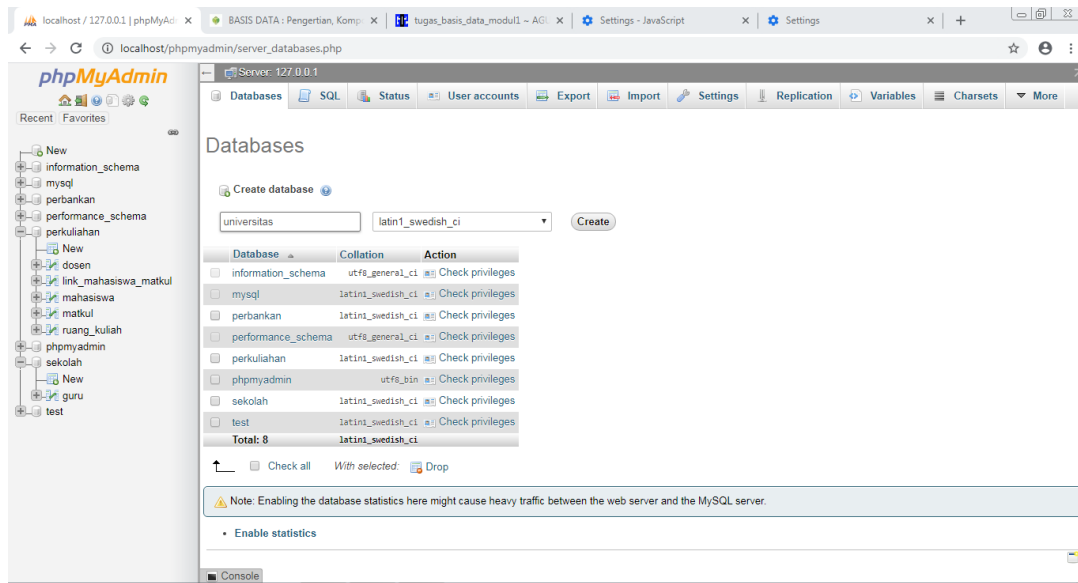 localhost / 127.0.0.1 | phpMyAd
BASIS DATA : Pengertian, Komp
tugas_basis_data_modul1 ~ AGU
Settings - JavaScript
Settings
localhost/phpmyadmin/server_databases.php
phpMyAdmin
Recent Favorites
New
information_schema
mysql
perbankan
performance_schema
perkuliahan
New
dosen
link_mahasiswa_matkul
mahasiswa
matkul
ruang_kuliah
phpmyadmin
sekolah
New
guru
test
Server: 127.0.0.1
Databases SQL Status User accounts Export Import Settings Replication Variables Charsets More
Databases
Create database
universitas latin1_swedish_ci Create
Database Collation Action
information_schema utf8_general_ci Check privileges
mysql latin1_swedish_ci Check privileges
perbankan latin1_swedish_ci Check privileges
performance_schema utf8_general_ci Check privileges
perkuliahan latin1_swedish_ci Check privileges
phpmyadmin utf8_bin Check privileges
sekolah latin1_swedish_ci Check privileges
test latin1_swedish_ci Check privileges
Total: 8 latin1_swedish_ci
Check all With selected: Drop
Note: Enabling the database statistics here might cause heavy traffic between the web server and the MySQL server.
• Enable statistics
Console